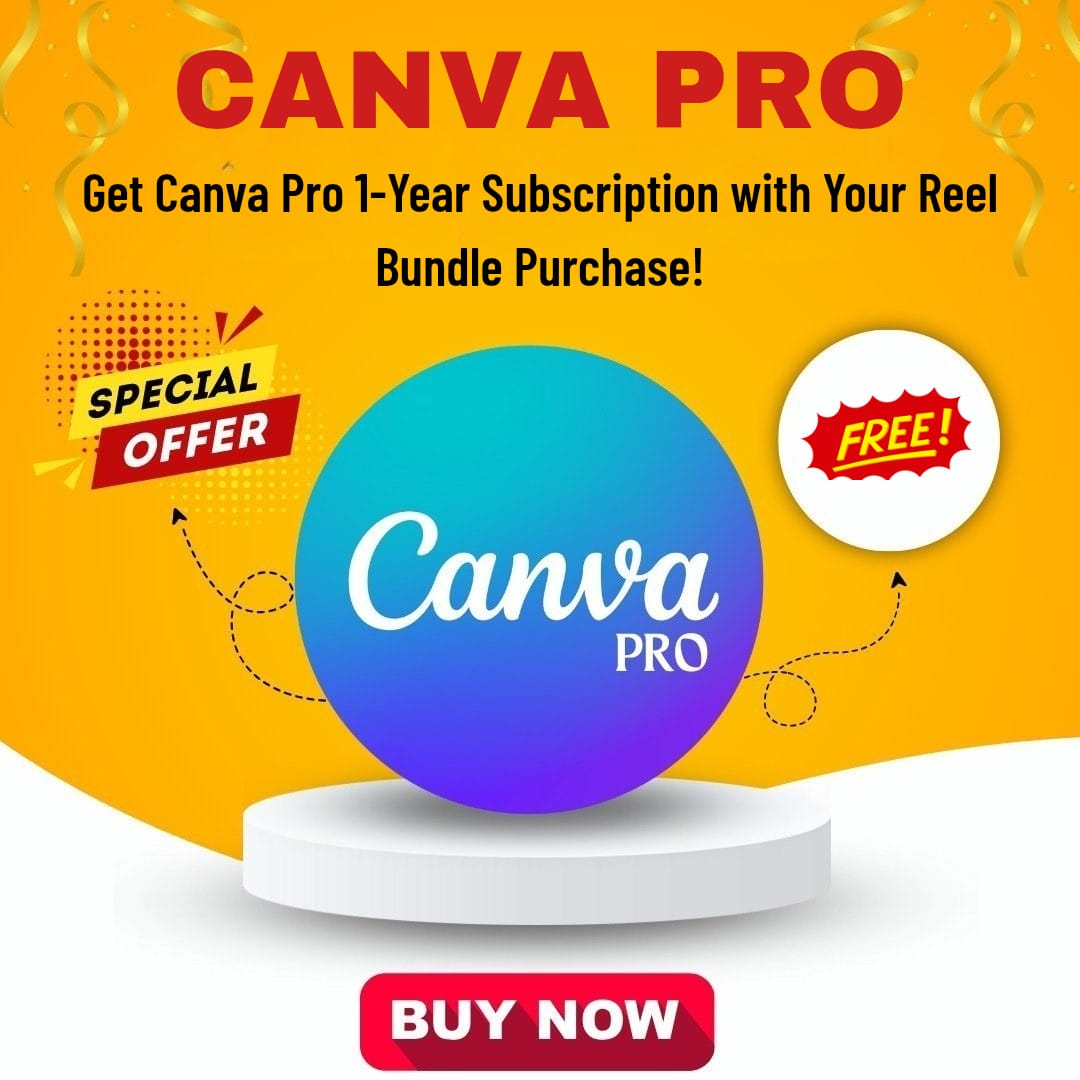 CANVA PRO
Get Canva Pro 1-Year Subscription with Your Reel
Bundle Purchase!
SPECIAL
OFFER
FREE!
Canva
PRO
BUY NOW